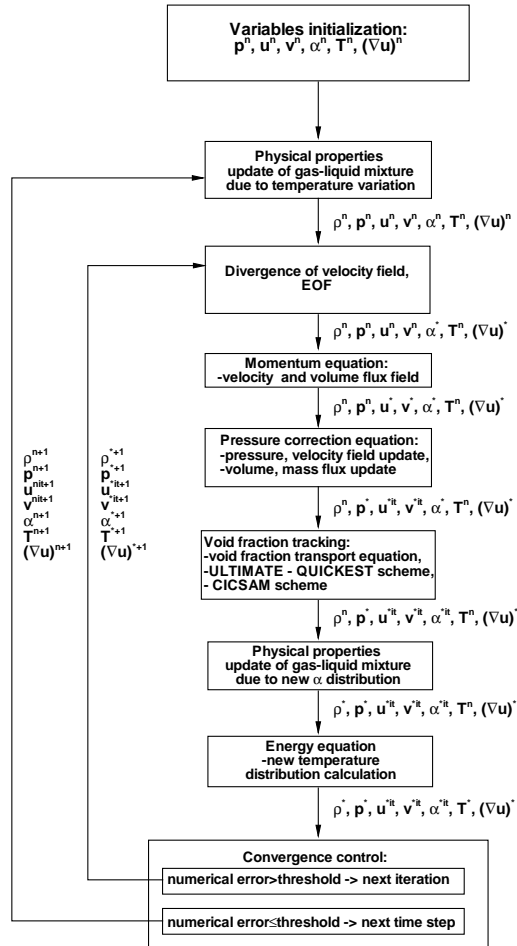 Variables initialization:
pⁿ, uⁿ, vⁿ, αⁿ, Tⁿ, (∇u)ⁿ
Physical properties
update of gas-liquid mixture
due to temperature variation
ρⁿ, pⁿ, uⁿ, vⁿ, αⁿ, Tⁿ, (∇u)ⁿ
Divergence of velocity field,
EOF
ρⁿ, pⁿ, uⁿ, vⁿ, α^*, Tⁿ, (∇u)^*
Momentum equation:
-velocity and volume flux field
ρⁿ, pⁿ, u^*, v^*, α^*, Tⁿ, (∇u)^*
Pressure correction equation:
-pressure, velocity field update,
-volume, mass flux update
ρⁿ, p^*, u^*it, v^*it, α^*, Tⁿ, (∇u)^*
Void fraction tracking:
-void fraction transport equation,
-ULTIMATE - QUICKEST scheme,
- CICSAM scheme
ρⁿ, p^*, u^*it, v^*it, α^*it, Tⁿ, (∇u)^*
Physical properties
update of gas-liquid mixture
due to new α distribution
ρ^*, p^*, u^*it, v^*it, α^*it, Tⁿ, (∇u)^*
Energy equation
-new temperature
distribution calculation
ρ^*, p^*, u^*it, v^*it, α^*it, T^*, (∇u)^*
Convergence control:
numerical error>threshold -> next iteration
numerical error≤threshold -> next time step
ρ^n+1
p^n+1
u^nit+1
v^nit+1
α^n+1
T^n+1
(∇u)^n+1
ρ^*+1
p^*+1
u^*it+1
v^*it+1
α^*+1
T^*+1
(∇u)^*+1